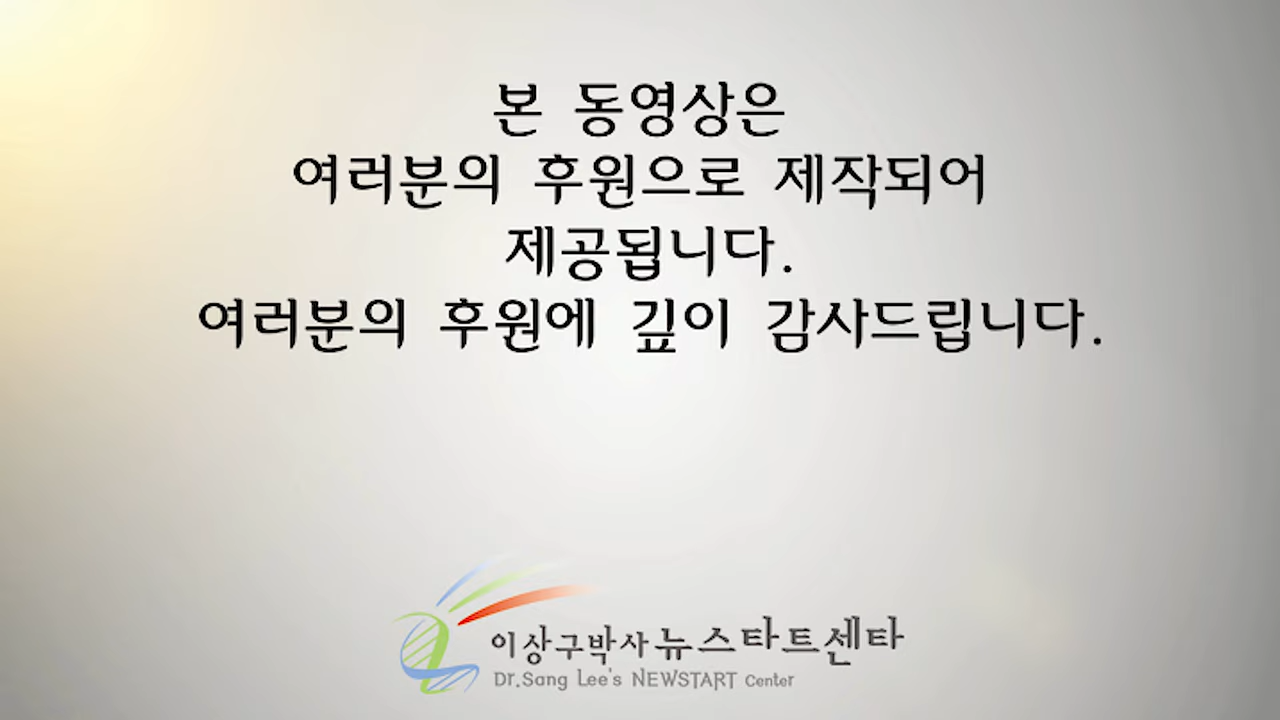 본 동영상은
여러분의 후원으로 제작되어
제공됩니다.
여러분의 후원에 깊이 감사드립니다.
이상구박사 뉴스타트센타
Dr.Sang Lee's NEWSTART Center